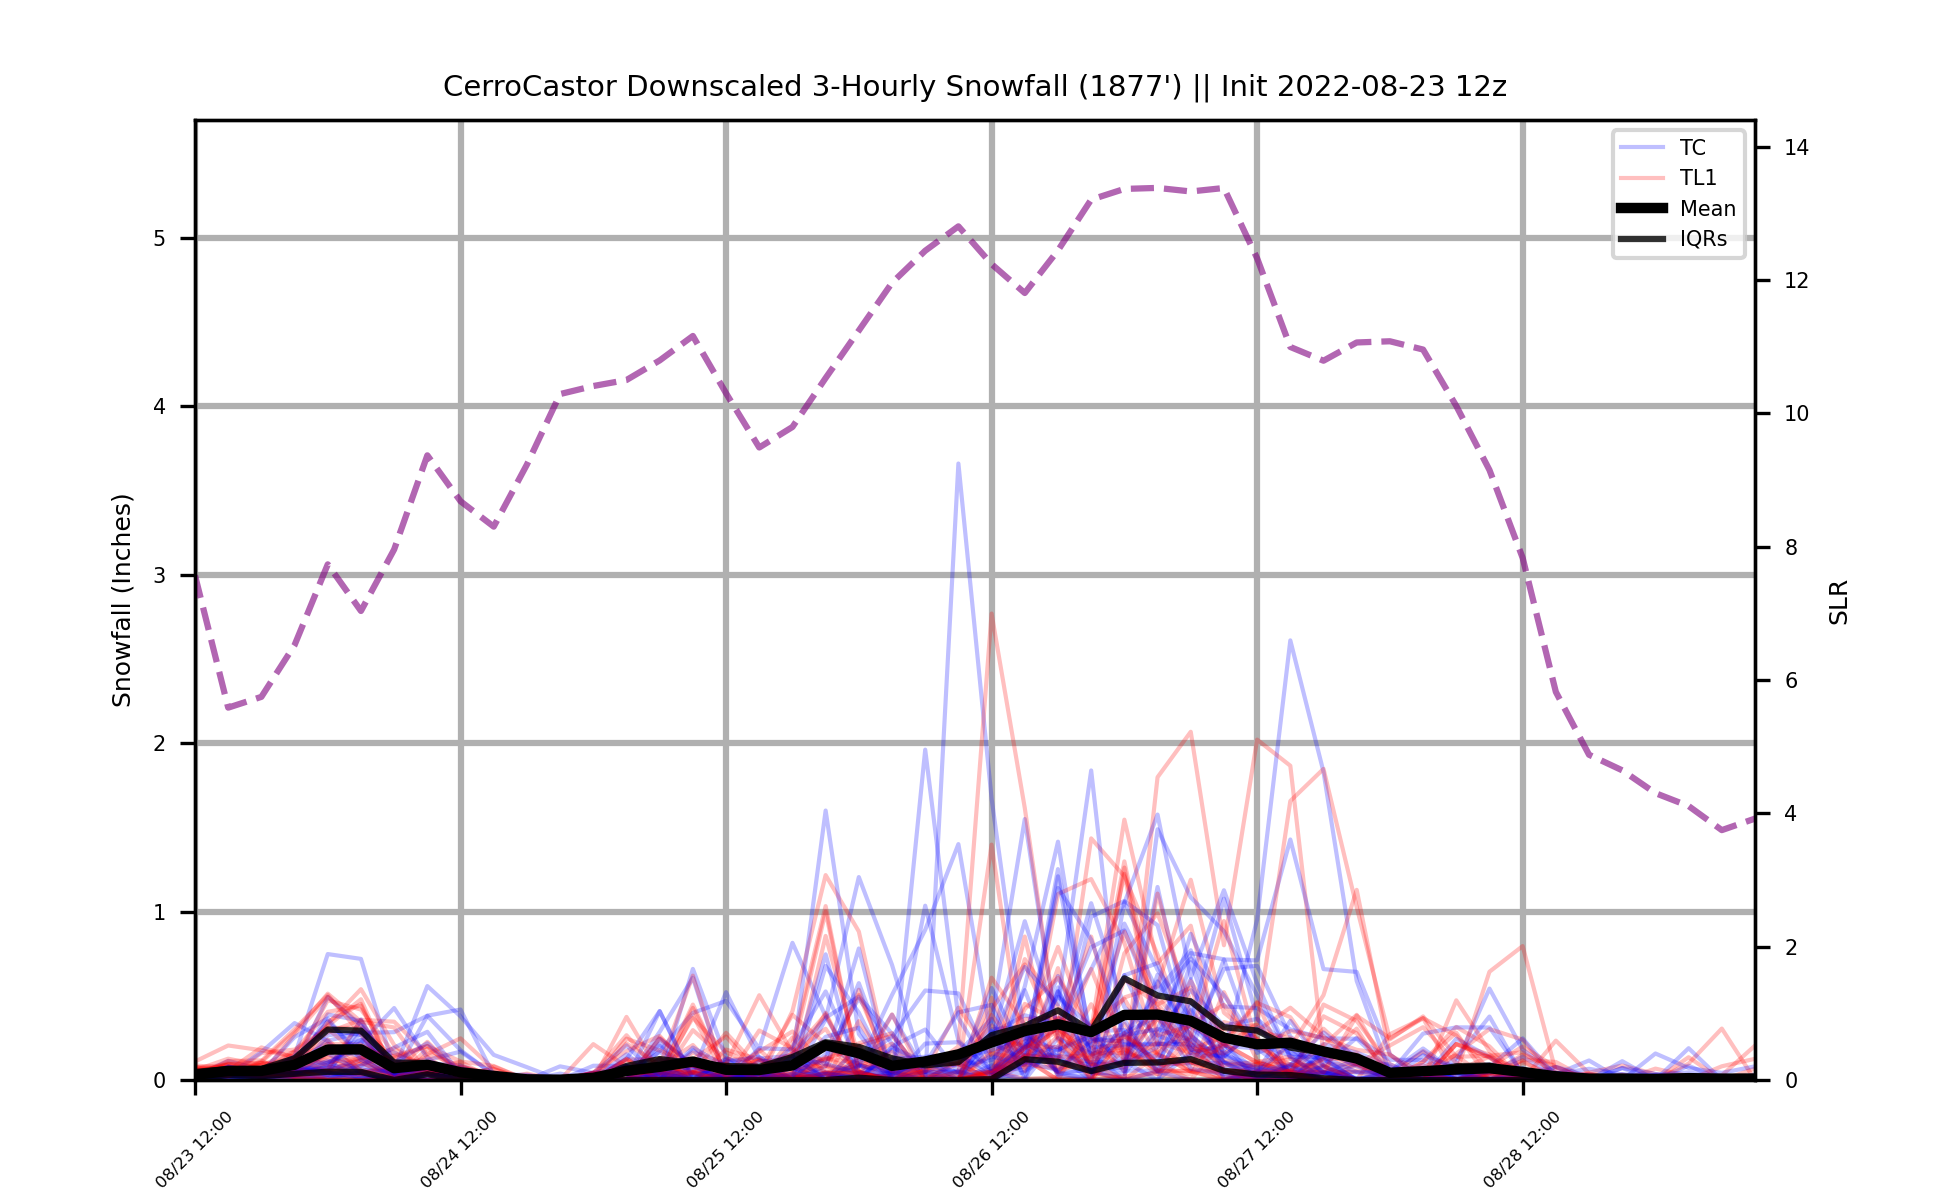 CerroCastor Downscaled 3-Hourly Snowfall (1877') || Init 2022-08-23 12z
TC
TL1
Mean
IQRs
Snowfall (Inches)
5
4
3
2
1
0
14
12
10
8
6
4
2
0
SLR
08/23 12:00
08/24 12:00
08/25 12:00
08/26 12:00
08/27 12:00
08/28 12:00